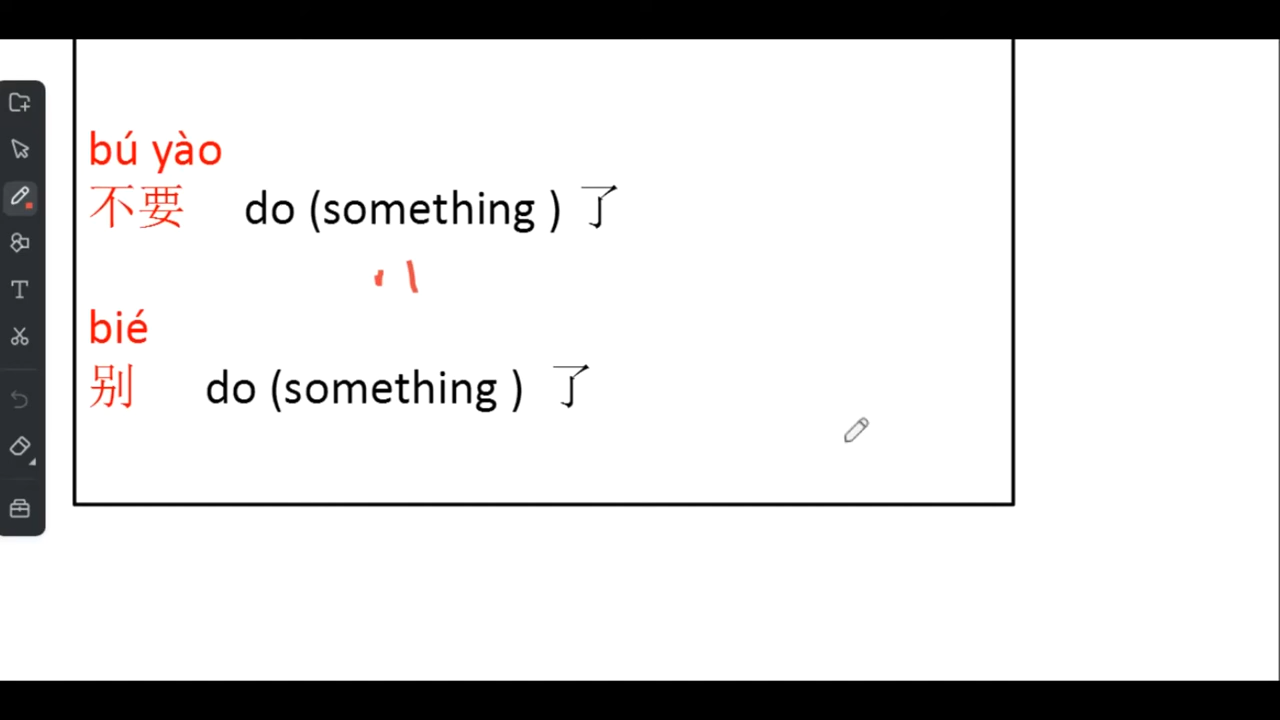 bú yào
不要 do (something ) 了
bié
别 do (something ) 了